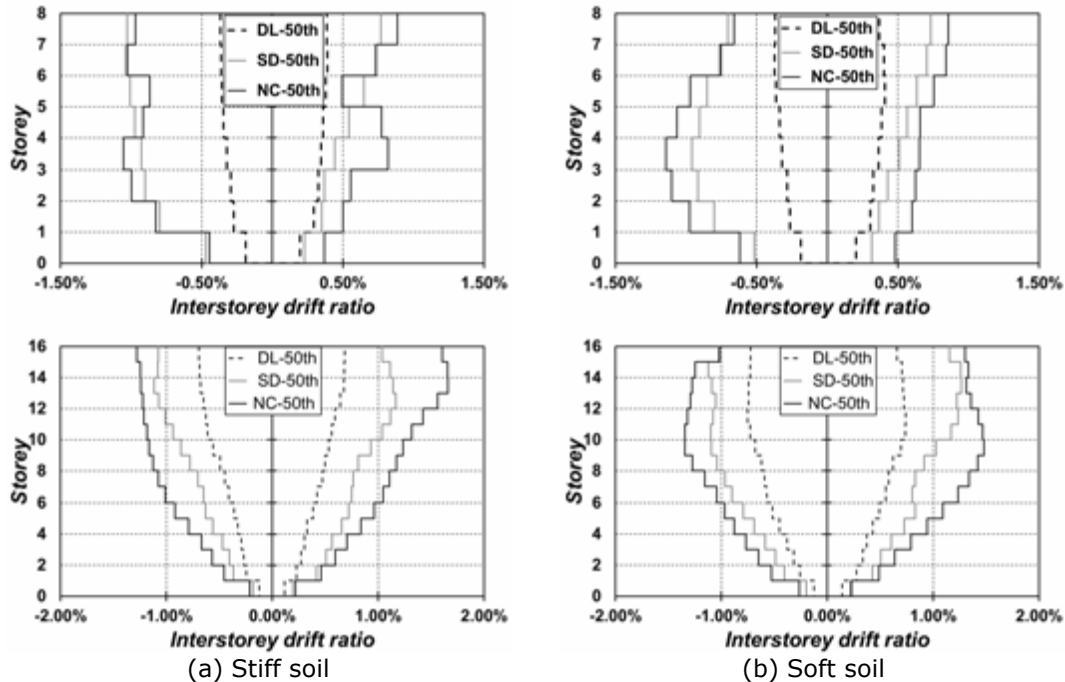 8
7
6
5
4
3
2
1
0
Storey
DL-50th
SD-50th
NC-50th
-1.50% -0.50% 0.50% 1.50%
Interstorey drift ratio
8
7
6
5
4
3
2
1
0
Storey
DL-50th
SD-50th
NC-50th
-1.50% -0.50% 0.50% 1.50%
Interstorey drift ratio
16
14
12
10
8
6
4
2
0
Storey
DL-50th
SD-50th
NC-50th
-2.00% -1.00% 0.00% 1.00% 2.00%
Interstorey drift ratio
(a) Stiff soil
16
14
12
10
8
6
4
2
0
Storey
DL-50th
SD-50th
NC-50th
-2.00% -1.00% 0.00% 1.00% 2.00%
Interstorey drift ratio
(b) Soft soil